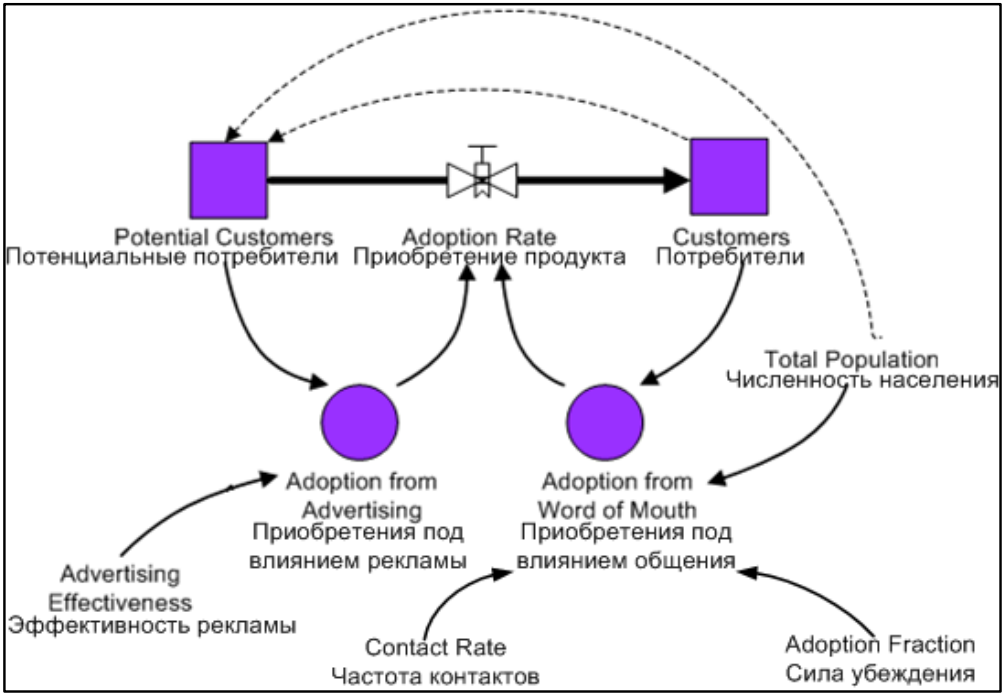 Potential Customers
Потенциальные потребители
Adoption Rate
Приобретение продукта
Customers
Потребители
Total Population
Численность населения
Adoption from
Advertising
Приобретения под
влиянием рекламы
Adoption from
Word of Mouth
Приобретения под
влиянием общения
Advertising
Effectiveness
Эффективность рекламы
Contact Rate
Частота контактов
Adoption Fraction
Сила убеждения